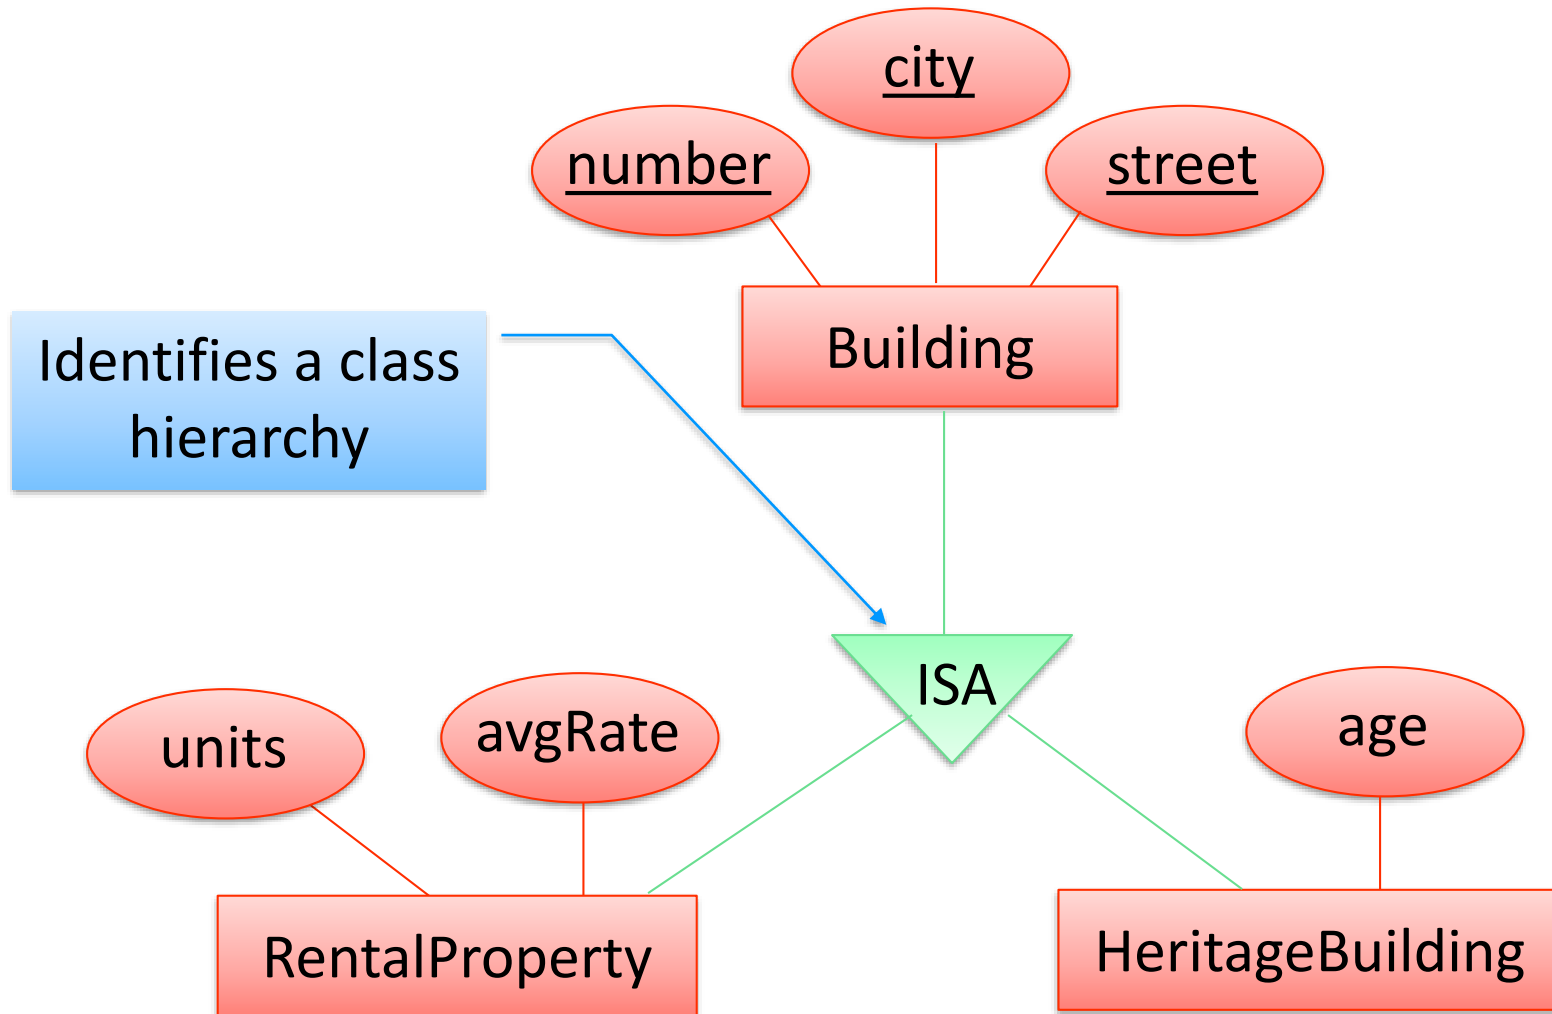 city
number
street
Identifies a class
hierarchy
Building
ISA
units
avgRate
age
RentalProperty
HeritageBuilding